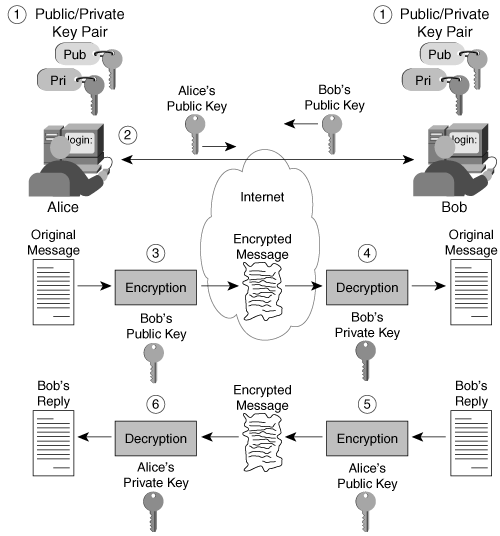 1 Public/Private
Key Pair
Pub
Pri
1 Public/Private
Key Pair
Pub
Pri
Alice's
Public Key
Bob's
Public Key
login:
2
login:
Alice
Internet
Bob
Original
Message
3
Encryption
Bob's
Public Key
Encrypted
Message
4
Decryption
Bob's
Private Key
Original
Message
Bob's
Reply
6
Decryption
Alice's
Private Key
Encrypted
Message
5
Encryption
Alice's
Public Key
Bob's
Reply